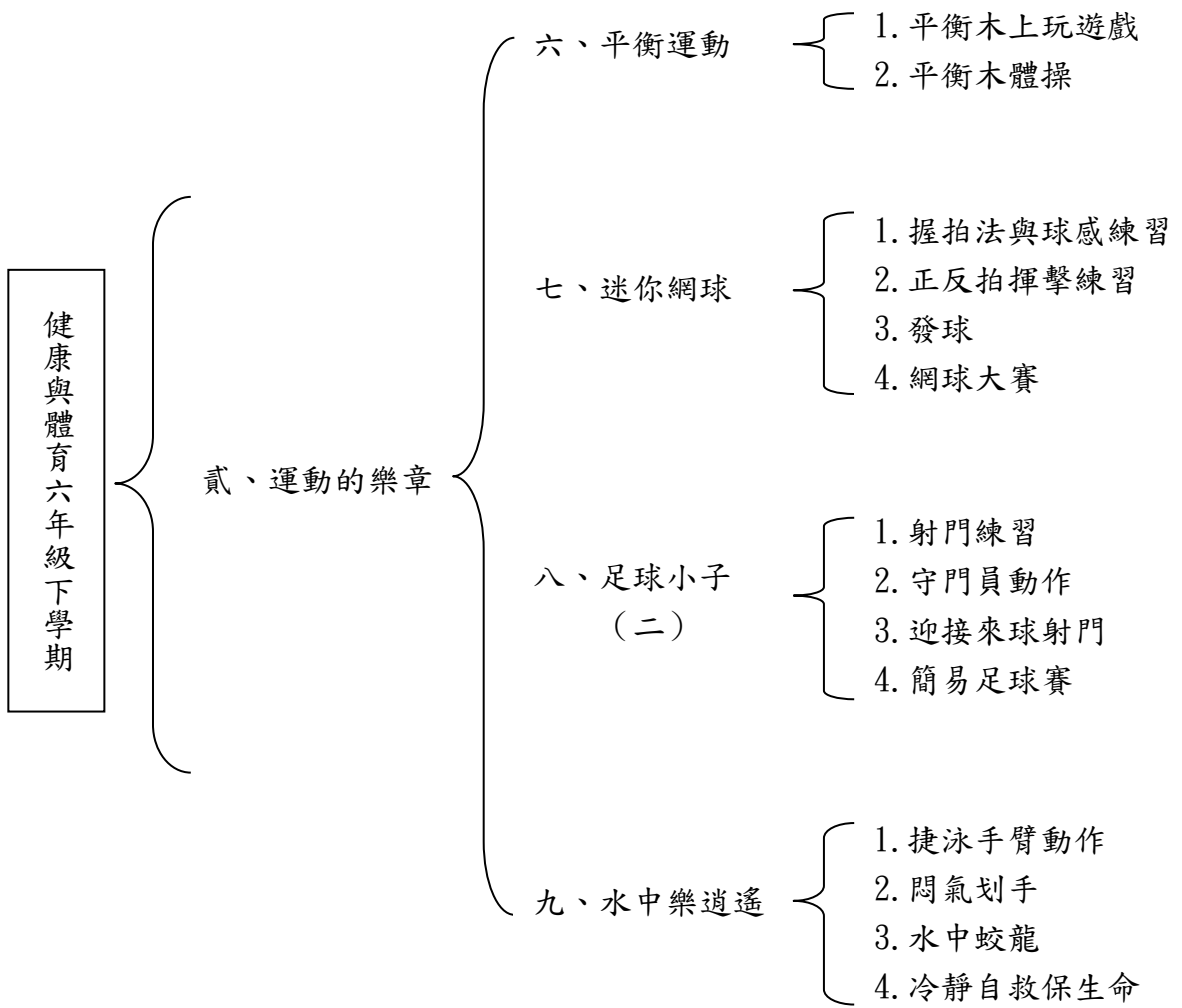 健康與體育六年級下學期
貳、運動的樂章
六、平衡運動
1.平衡木上玩遊戲
2.平衡木體操
七、迷你網球
1.握拍法與球感練習
2.正反拍揮擊練習
3.發球
4.網球大賽
八、足球小子
（二）
1.射門練習
2.守門員動作
3.迎接來球射門
4.簡易足球賽
九、水中樂逍遙
1.捷泳手臂動作
2.悶氣划手
3.水中蛟龍
4.冷靜自救保生命